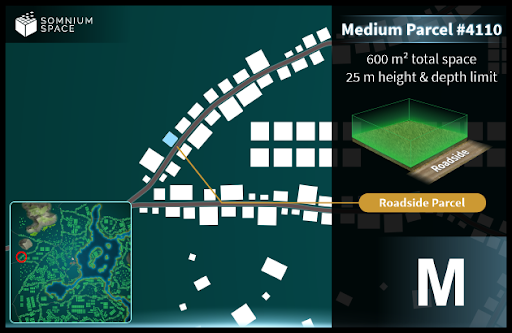 SOMNIUM
SPACE
Medium Parcel #4110
600 m² total space
25 m height & depth limit
Roadside
Roadside Parcel
M